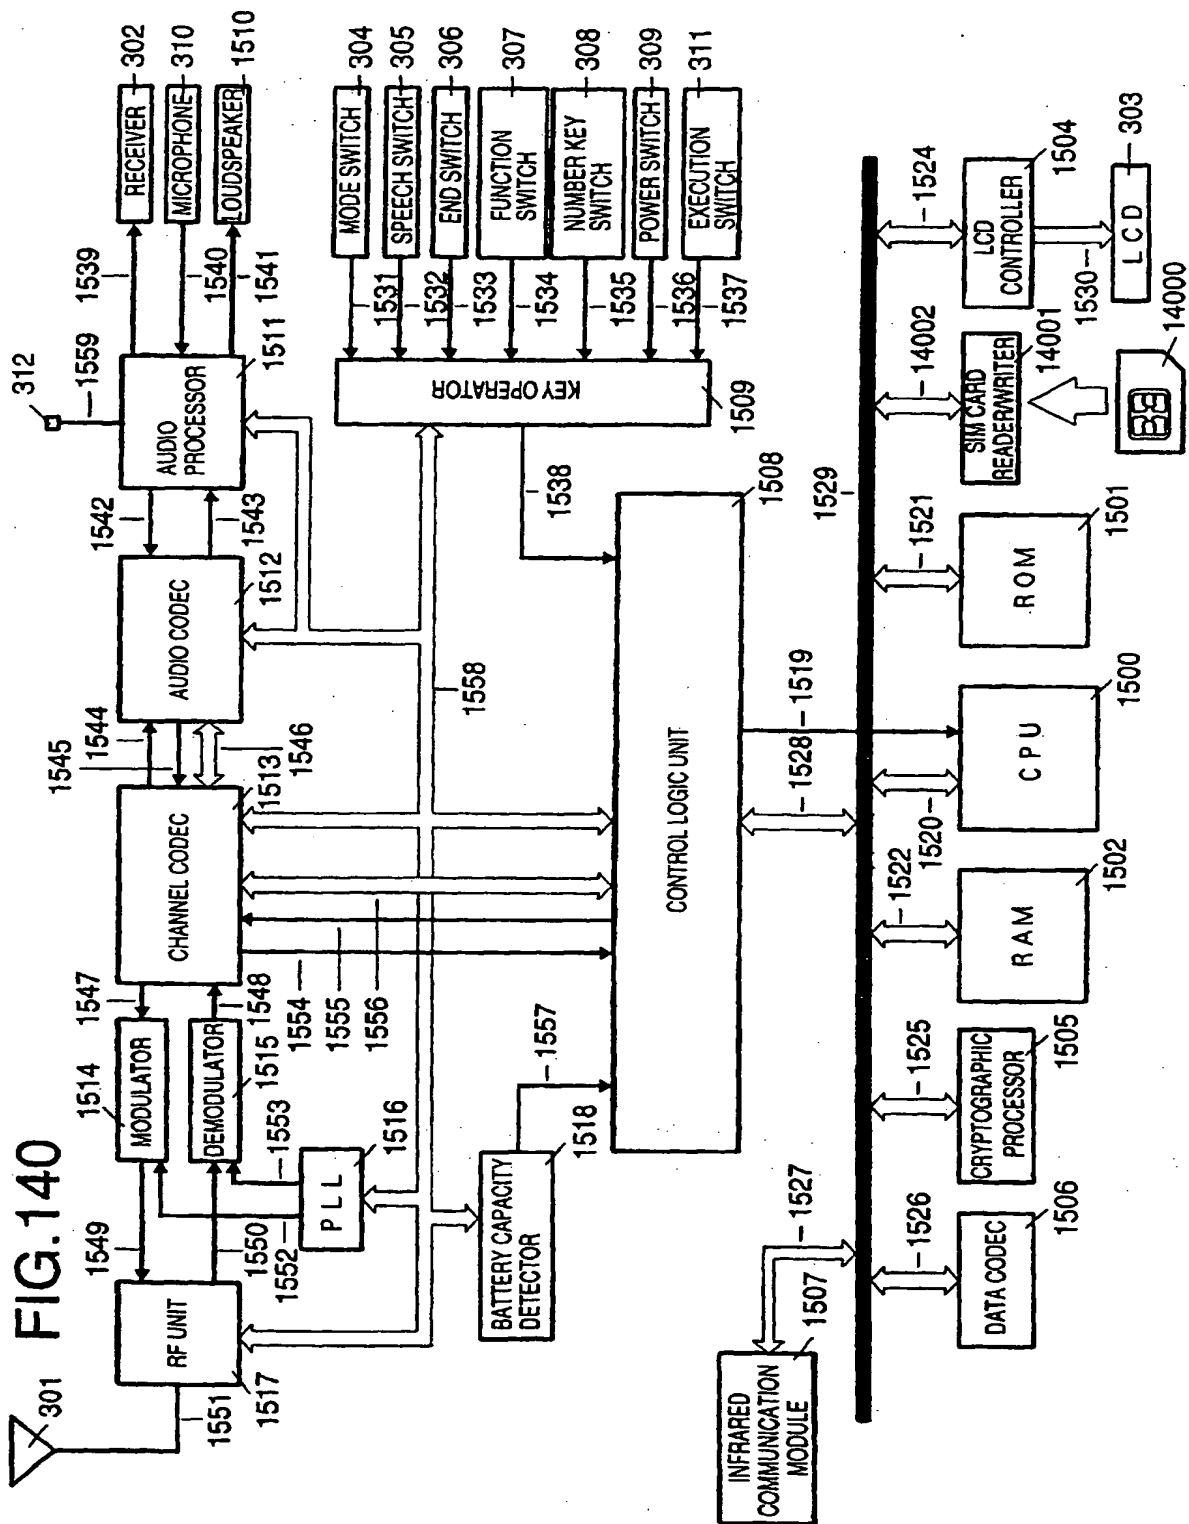 FIG.140
301
1551
RF UNIT
1517
1549
1550
1552
1553
1514
MODULATOR
DEMODULATOR
1515
PLL
1516
1547
1548
CHANNEL CODEC
1513
1545
1544
1546
AUDIO CODEC
1512
1542
1543
312
1559
AUDIO
PROCESSOR
1511
1539
1540
1541
RECEIVER
302
MICROPHONE
310
LOUDSPEAKER
1510
MODE SWITCH
304
SPEECH SWITCH
305
END SWITCH
306
FUNCTION
SWITCH
307
NUMBER KEY
SWITCH
308
POWER SWITCH
309
EXECUTION
SWITCH
311
1531
1532
1533
1534
1535
1536
1537
KEY OPERATOR
1509
1538
1558
1554
1555
1556
1557
BATTERY CAPACITY
DETECTOR
1518
CONTROL LOGIC UNIT
1508
1519
1528
1529
INFRARED
COMMUNICATION
MODULE
1507
1527
1526
DATA CODEC
1506
1525
CRYPTOGRAPHIC
PROCESSOR
1505
1522
RAM
1502
1520
CPU
1500
1521
ROM
1501
14002
SIM CARD
READER/WRITER
14001
14000
1524
LCD
CONTROLLER
1504
1530
LCD
303